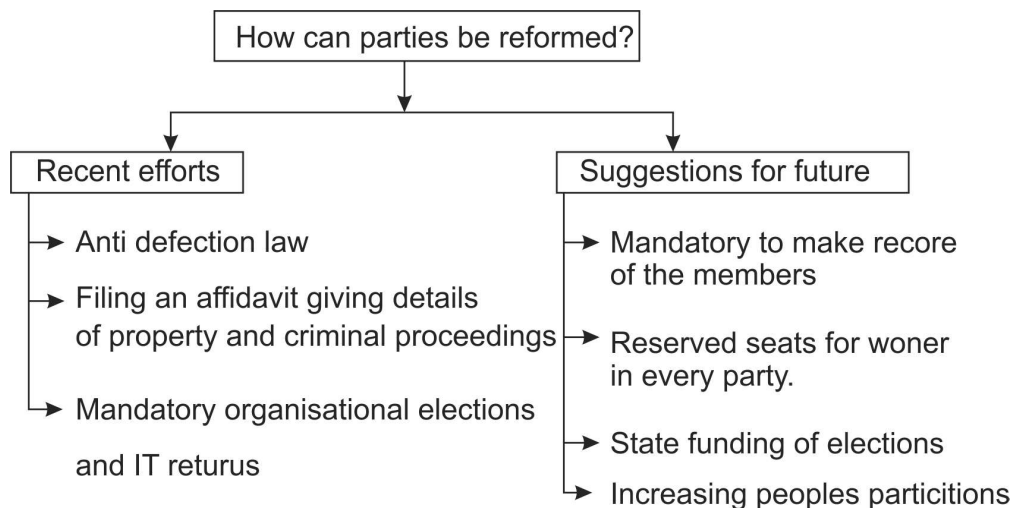 How can parties be reformed?
Recent efforts
Anti defection law
Filing an affidavit giving details
of property and criminal proceedings
Mandatory organisational elections
and IT returus
Suggestions for future
Mandatory to make recore
of the members
Reserved seats for woner
in every party.
State funding of elections
Increasing peoples particitions